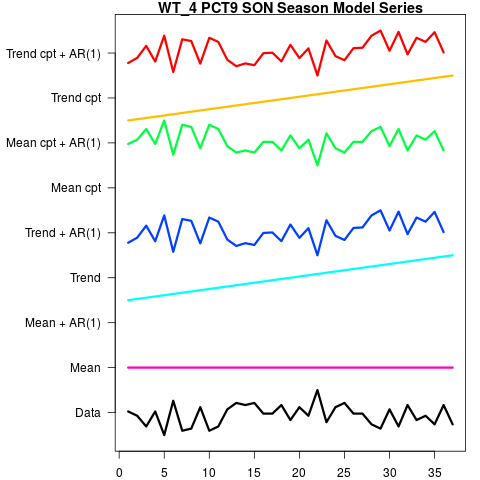 WT_4 PCT9 SON Season Model Series
Trend cpt + AR(1)
Trend cpt
Mean cpt + AR(1)
Mean cpt
Trend + AR(1)
Trend
Mean + AR(1)
Mean
Data
0 5 10 15 20 25 30 35